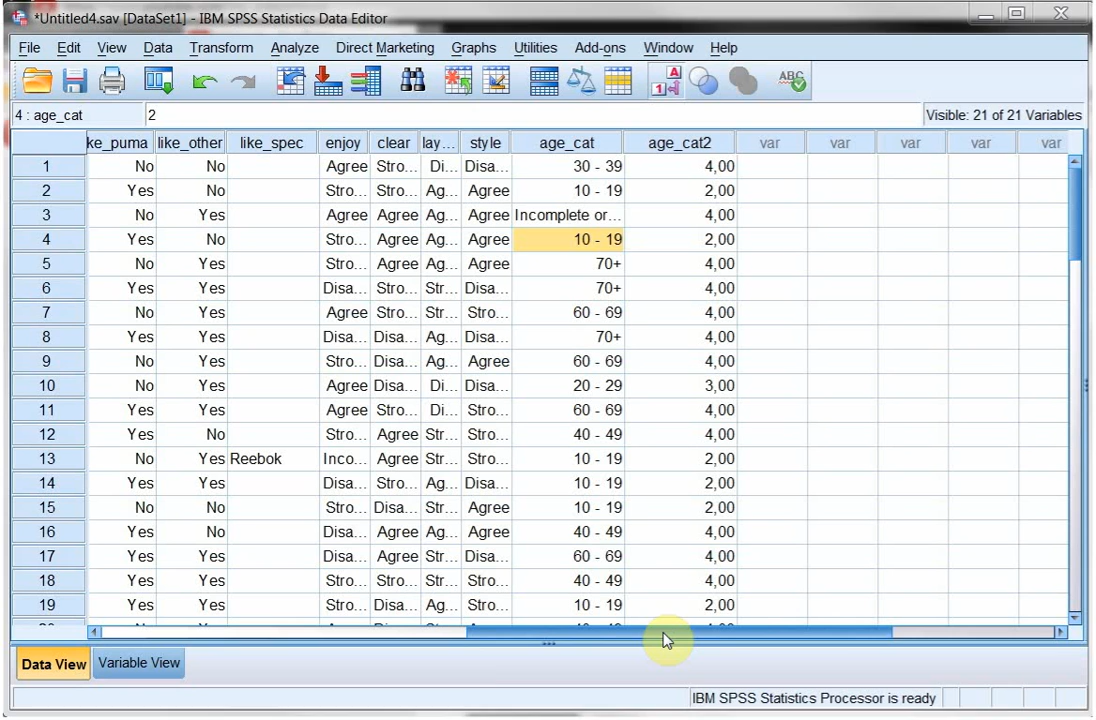 *Untitled4.sav [DataSet1] - IBM SPSS Statistics Data Editor
File Edit View Data Transform Analyze Direct Marketing Graphs Utilities Add-ons Window Help
A 1 ABC
4 : age_cat 2 Visible: 21 of 21 Variables
ke_puma like_other like_spec enjoy clear lay... style age_cat age_cat2 var var var var var
1 No No Agree Stro... Di... Disa... 30 - 39 4,00
2 Yes No Stro... Stro... Ag... Agree 10 - 19 2,00
3 No Yes Agree Agree Ag... Agree Incomplete or... 4,00
4 Yes No Stro... Agree Ag... Agree 10 - 19 2,00
5 No Yes Stro... Agree Ag... Agree 70+ 4,00
6 Yes Yes Disa... Stro... Str... Disa... 70+ 4,00
7 No Yes Agree Stro... Str... Stro... 60 - 69 4,00
8 Yes Yes Disa... Disa... Ag... Disa... 70+ 4,00
9 No Yes Stro... Disa... Ag... Agree 60 - 69 4,00
10 No Yes Agree Disa... Di... Disa... 20 - 29 3,00
11 Yes Yes Agree Stro... Di... Stro... 60 - 69 4,00
12 Yes No Stro... Agree Str... Stro... 40 - 49 4,00
13 No Yes Reebok Inco... Agree Str... Stro... 10 - 19 2,00
14 Yes Yes Disa... Stro... Ag... Agree 10 - 19 2,00
15 No No Stro... Disa... Str... Agree 10 - 19 2,00
16 Yes No Disa... Agree Ag... Agree 40 - 49 4,00
17 Yes Yes Disa... Agree Str... Disa... 60 - 69 4,00
18 Yes Yes Stro... Stro... Str... Stro... 40 - 49 4,00
19 Yes Yes Stro... Disa... Ag... Stro... 10 - 19 2,00
Data View Variable View
IBM SPSS Statistics Processor is ready